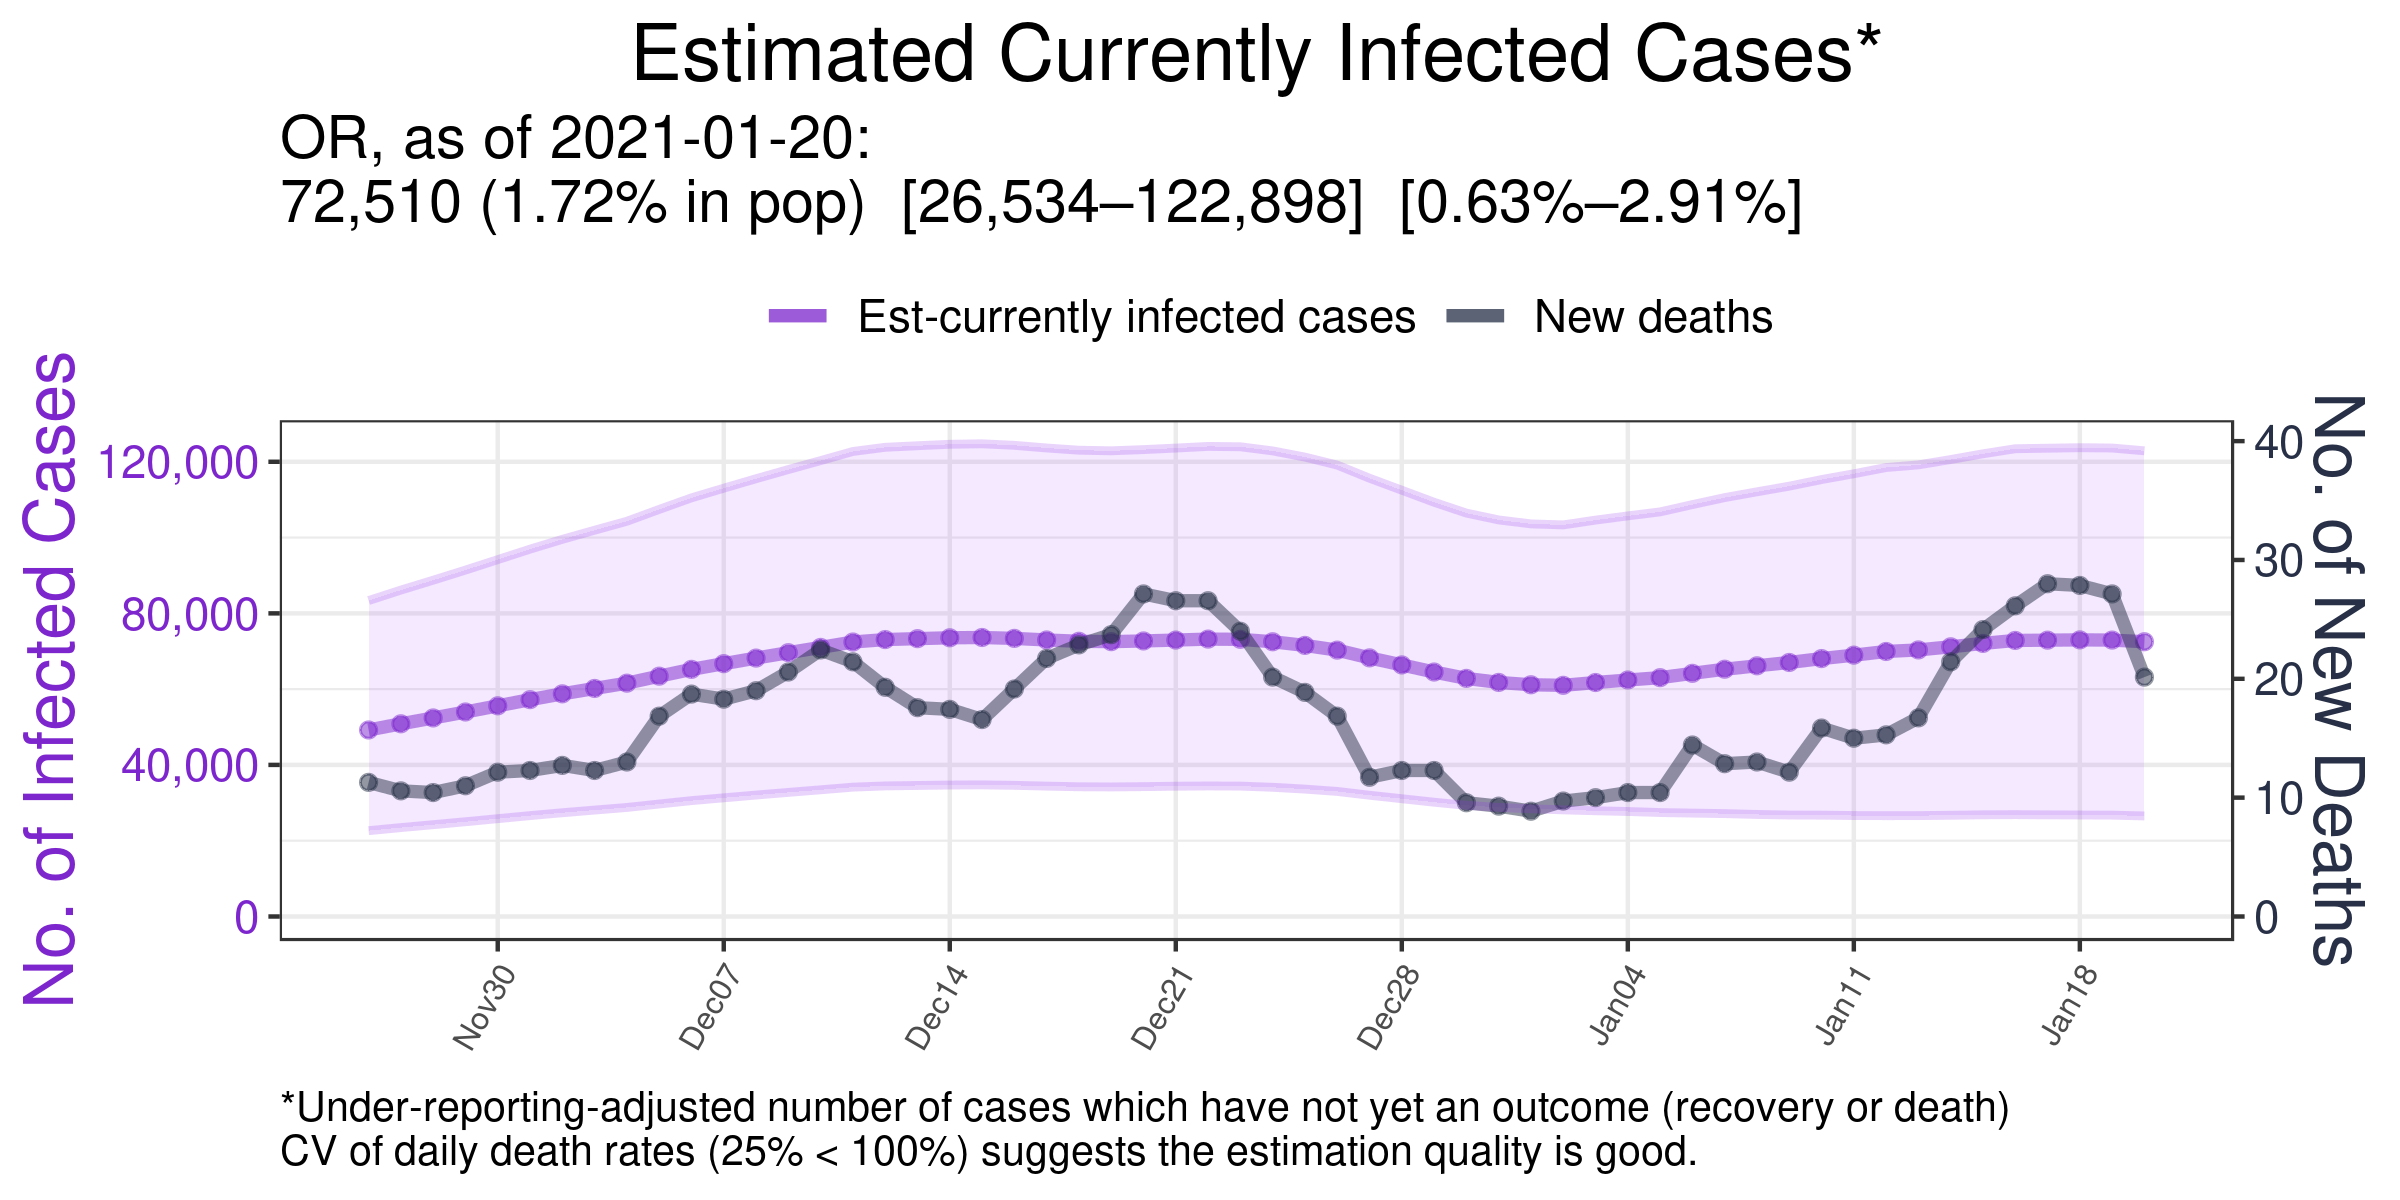 Estimated Currently Infected Cases*
OR, as of 2021-01-20:
72,510 (1.72% in pop)  [26,534–122,898]  [0.63%–2.91%]
Est-currently infected cases
New deaths
No. of Infected Cases
120,000
80,000
40,000
0
40
30
20
10
0
No. of New Deaths
Nov30
Dec07
Dec14
Dec21
Dec28
Jan04
Jan11
Jan18
*Under-reporting-adjusted number of cases which have not yet an outcome (recovery or death)
CV of daily death rates (25% < 100%) suggests the estimation quality is good.